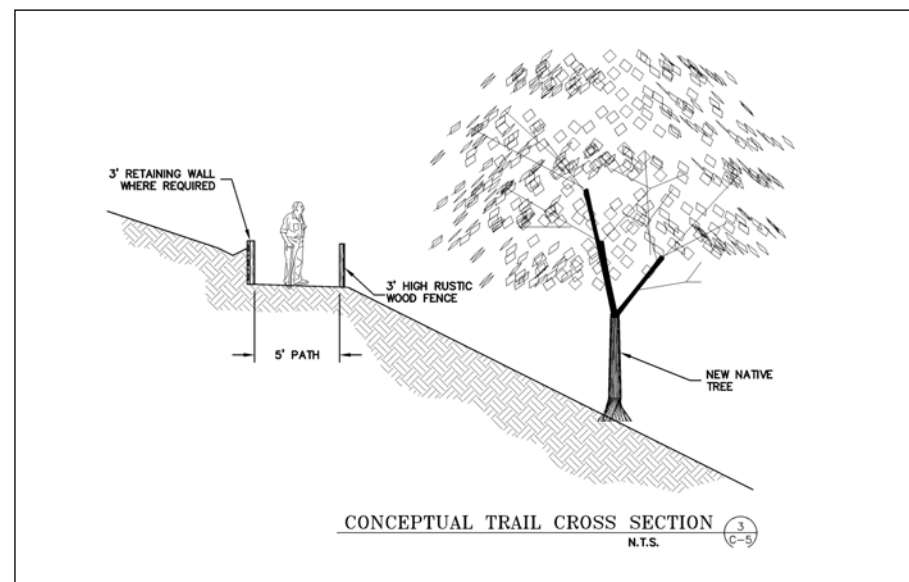 3' RETAINING WALL
WHERE REQUIRED
3' HIGH RUSTIC
WOOD FENCE
5' PATH
NEW NATIVE
TREE
CONCEPTUAL TRAIL CROSS SECTION
3
C-5
N.T.S.